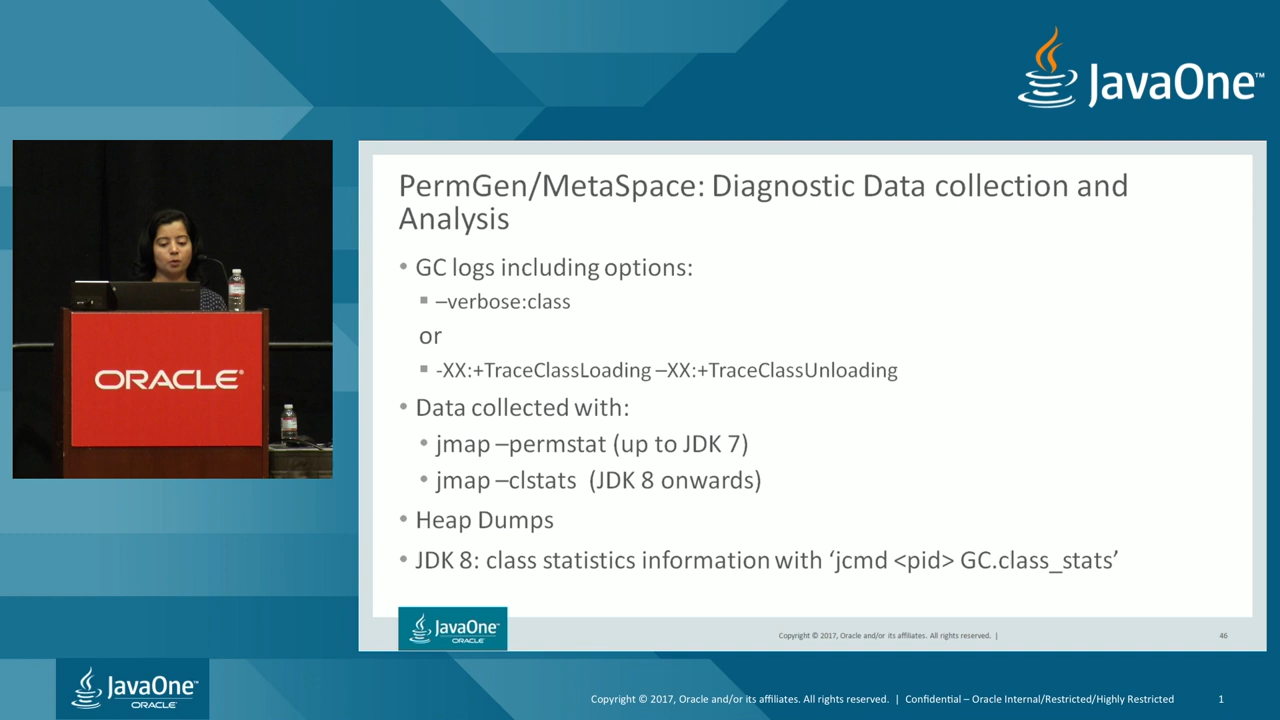 JavaOne™
PermGen/MetaSpace: Diagnostic Data collection and
Analysis
• GC logs including options:
▪ –verbose:class
or
▪ -XX:+TraceClassLoading –XX:+TraceClassUnloading
• Data collected with:
• jmap –permstat (up to JDK 7)
• jmap –clstats (JDK 8 onwards)
• Heap Dumps
• JDK 8: class statistics information with ‘jcmd <pid> GC.class_stats’
ORACLE®
JavaOne™
ORACLE®
Copyright © 2017, Oracle and/or its affiliates. All rights reserved. |
46
JavaOne™
ORACLE®
Copyright © 2017, Oracle and/or its affiliates. All rights reserved. | Confidential – Oracle Internal/Restricted/Highly Restricted
1